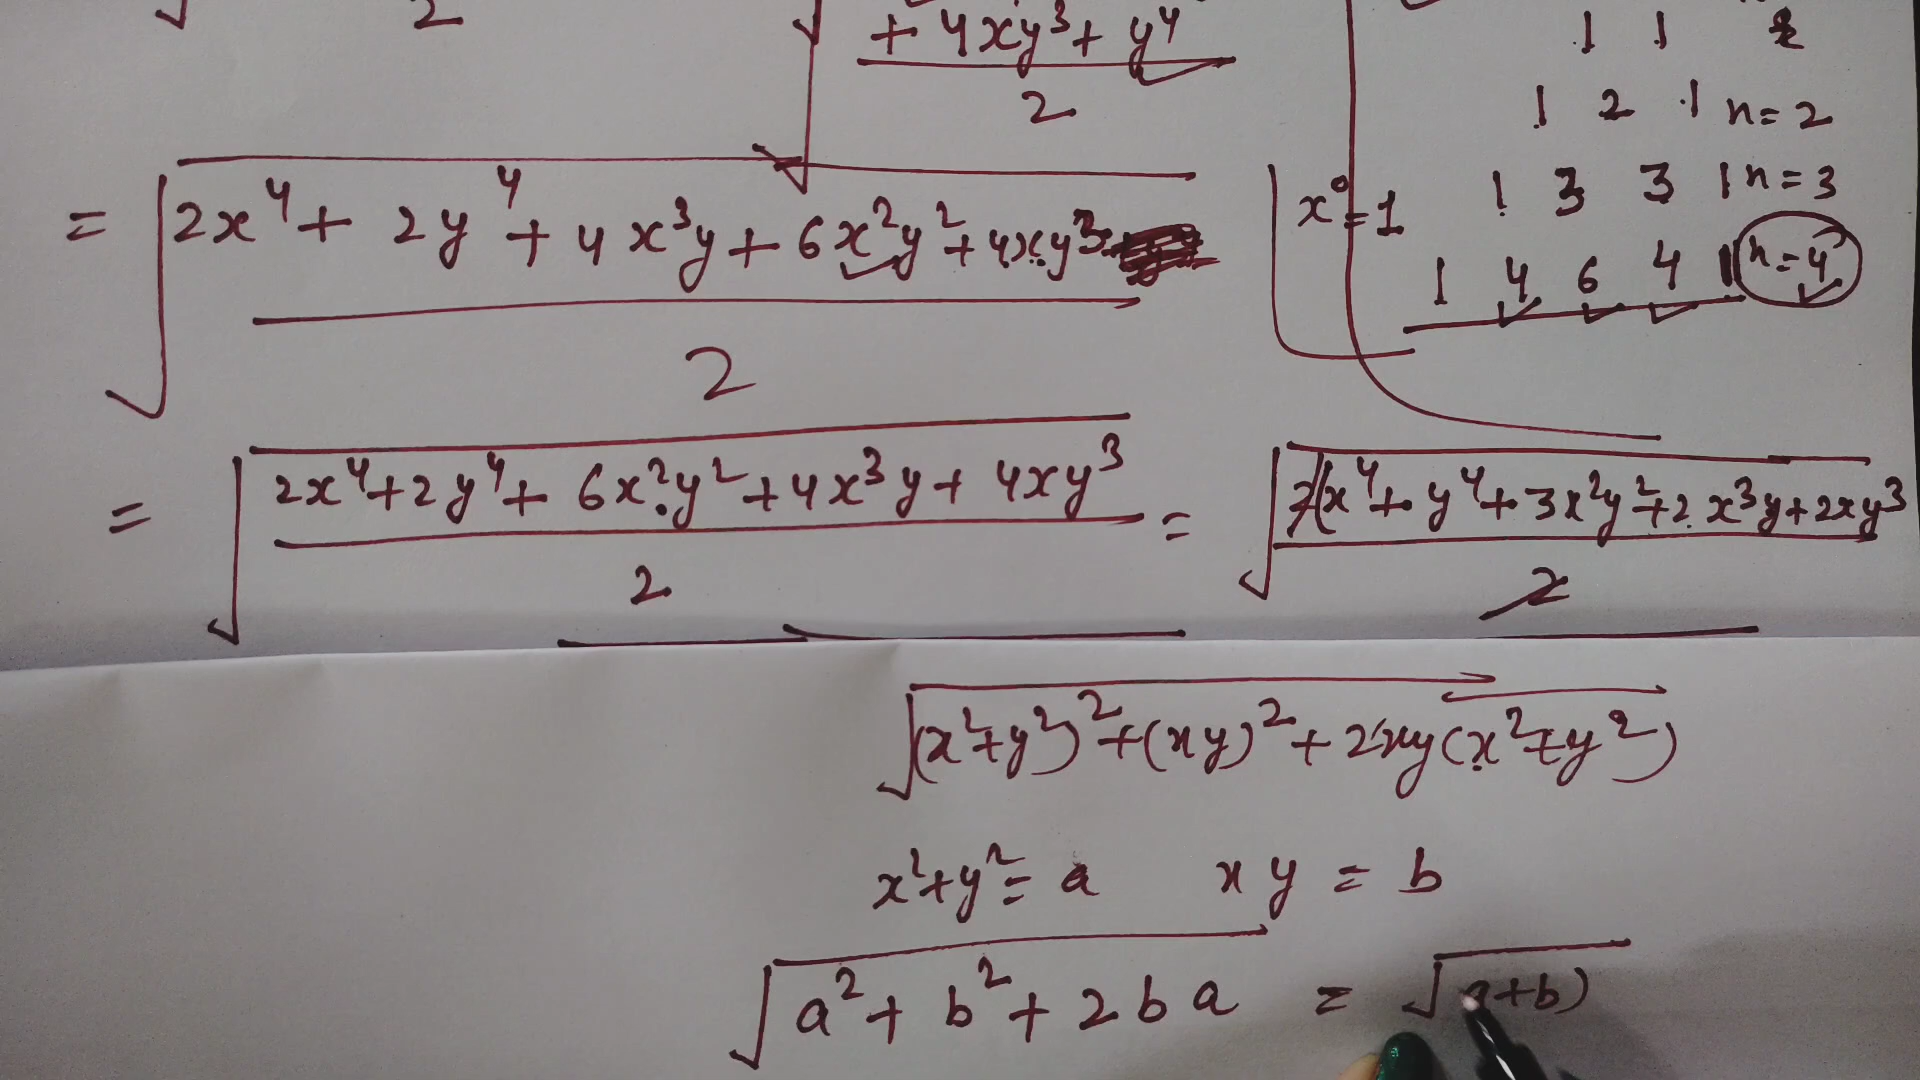 2
+ 4xy³ + y⁴
2
1 1
1 2 1 n=2
1 3 3 1 n=3
1 4 6 4 1 n=4
x⁰=1
= √2x⁴ + 2y⁴ + 4x³y + 6x²y² + 4xy³
2
= √2x⁴+2y⁴+ 6x²y²+4x³y+ 4xy³
2
= √2(x⁴+ y⁴+3x²y²+2x³y+2xy³
2
√(x²+y²)²+(xy)²+2xy(x²+y²)
x²+y²= a xy = b
√a²+ b²+2ba = √a+b)